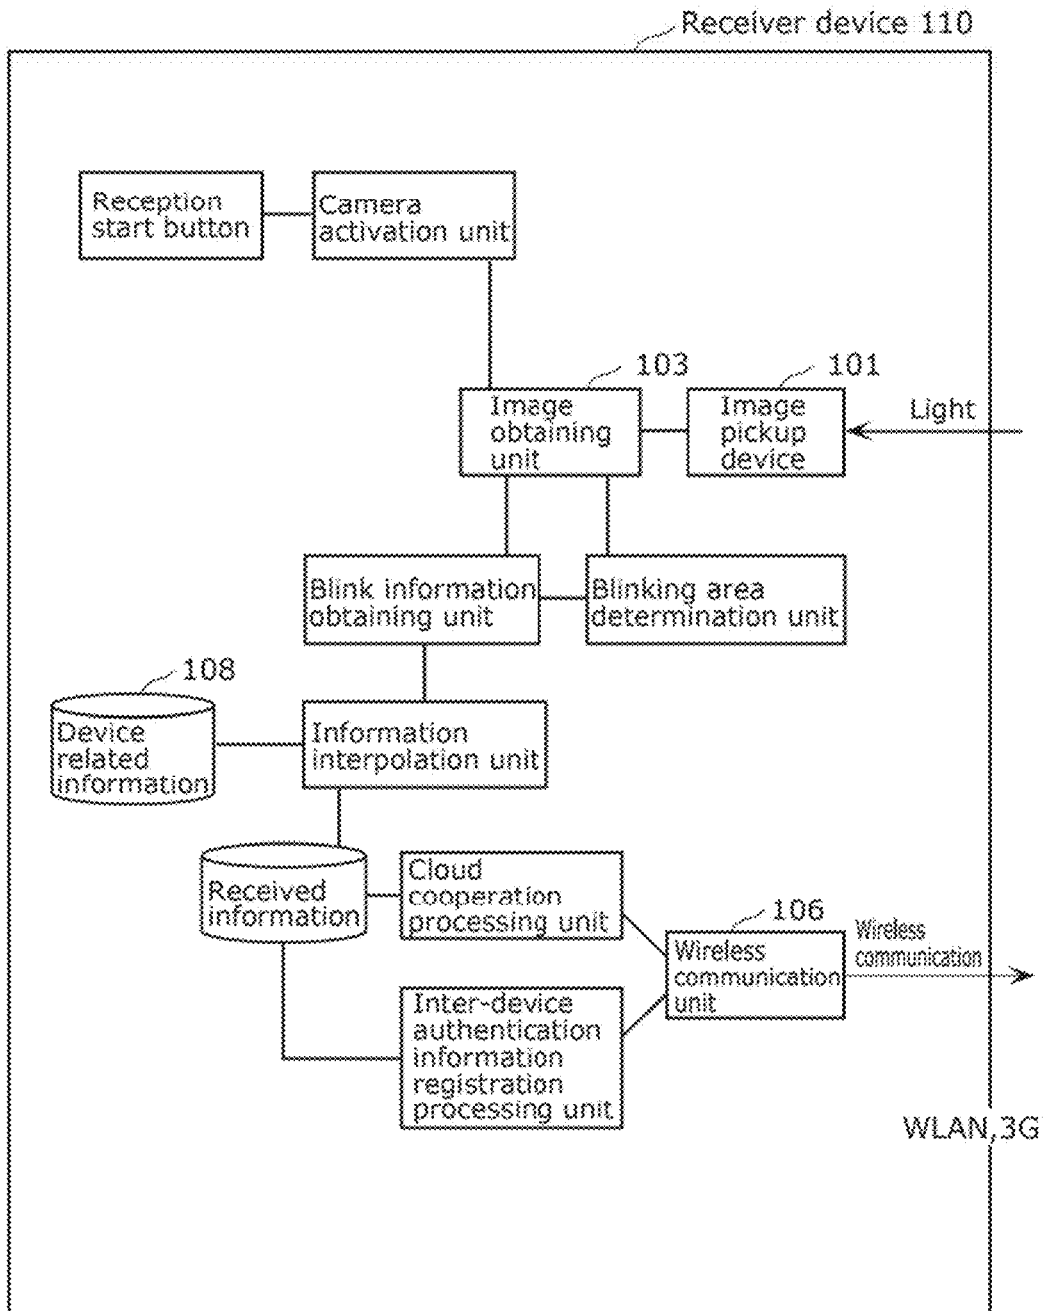 Receiver device 110
Reception
start button
Camera
activation unit
103
101
Image
obtaining
unit
Image
pickup
device
Light
Blink information
obtaining unit
Blinking area
determination unit
108
Device
related
information
Information
interpolation unit
Received
information
Cloud
cooperation
processing unit
106
Wireless
communication
unit
Wireless
communication
Inter-device
authentication
information
registration
processing unit
WLAN,3G